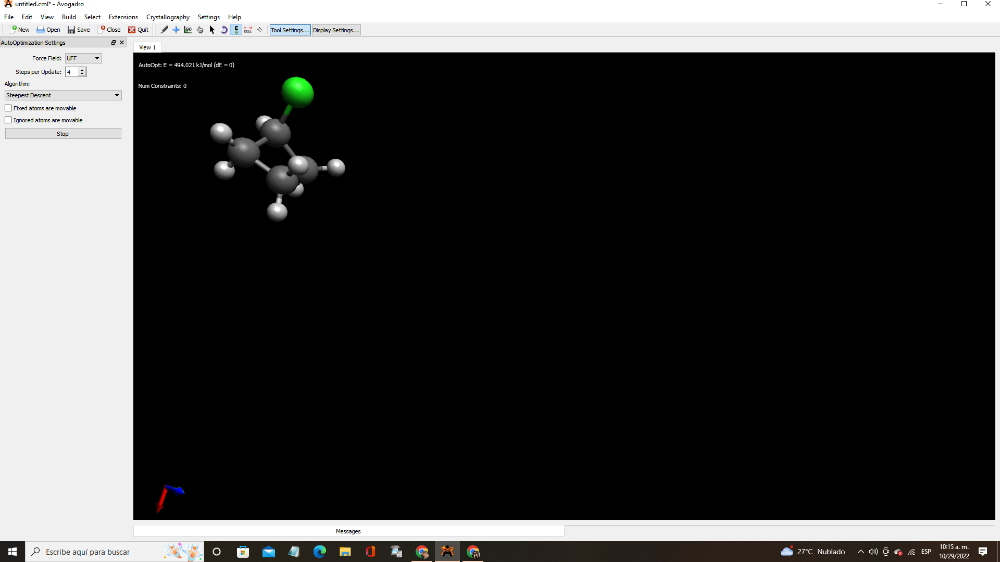 untitled.cml* - Avogadro
File Edit View Build Select Extensions Crystallography Settings Help
New Open Save Close Quit 90 E Tool Settings... Display Settings...
AutoOptimization Settings
View 1
Force Field: UFF
Steps per Update: 4
Algorithm:
Steepest Descent
Fixed atoms are movable
Ignored atoms are movable
Stop
AutoOpt: E = 494.021 kJ/mol (dE = 0)
Num Constraints: 0
Messages
Escribe aquí para buscar
27°C Nublado
ESP
10:15 a. m.
10/29/2022